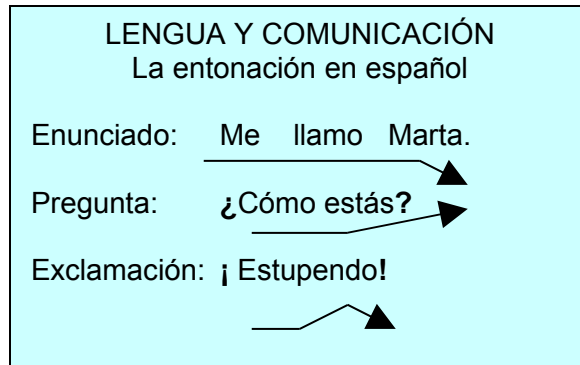 LENGUA Y COMUNICACIÓN
La entonación en español
Enunciado: Me llamo Marta.
Pregunta: ¿Cómo estás?
Exclamación: ¡ Estupendo!